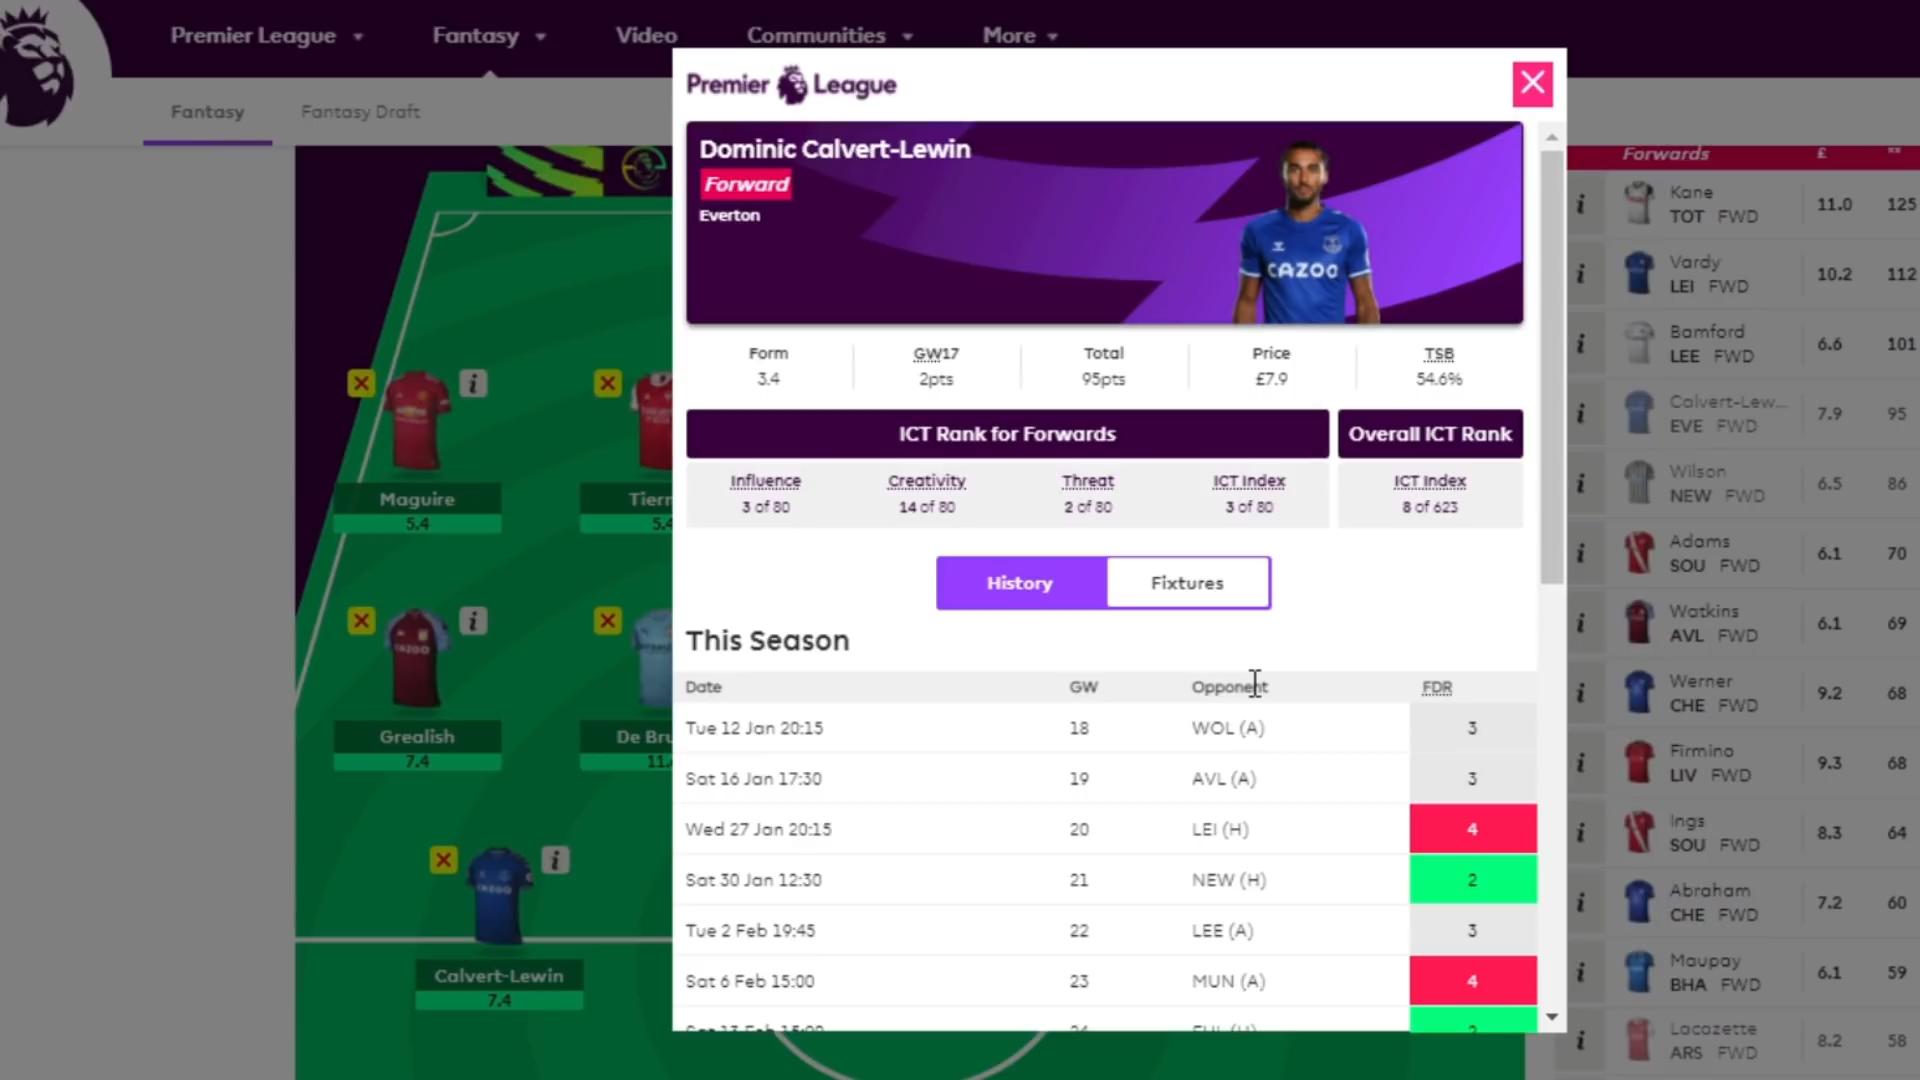 Premier League
Fantasy
Video
Communities
More
Fantasy
Fantasy Draft
Premier League
Dominic Calvert-Lewin
Forward
Everton
CAZOO
Form
GW17
Total
Price
TSB
3.4
2pts
95pts
£7.9
54.6%
ICT Rank for Forwards
Overall ICT Rank
Influence
Creativity
Threat
ICT Index
ICT Index
3 of 80
14 of 80
2 of 80
3 of 80
8 of 623
History
Fixtures
This Season
Date GW Opponent FDR
Tue 12 Jan 20:15 18 WOL (A) 3
Sat 16 Jan 17:30 19 AVL (A) 3
Wed 27 Jan 20:15 20 LEI (H) 4
Sat 30 Jan 12:30 21 NEW (H) 2
Tue 2 Feb 19:45 22 LEE (A) 3
Sat 6 Feb 15:00 23 MUN (A) 4
Maguire
5.4
Tiern
5.4
CAZOO
Grealish
7.4
De Bru
11.
CAZOO
Calvert-Lewin
7.4
Forwards £ **
Kane 11.0 125
TOT FWD
Vardy 10.2 112
LEI FWD
Bamford 6.6 101
LEE FWD
Calvert-Lew... 7.9 95
EVE FWD
Wilson 6.5 86
NEW FWD
Adams 6.1 70
SOU FWD
Watkins 6.1 69
AVL FWD
Werner 9.2 68
CHE FWD
Firmino 9.3 68
LIV FWD
Ings 8.3 64
SOU FWD
Abraham 7.2 60
CHE FWD
Maupay 6.1 59
BHA FWD
Lacazette 8.2 58
ARS FWD